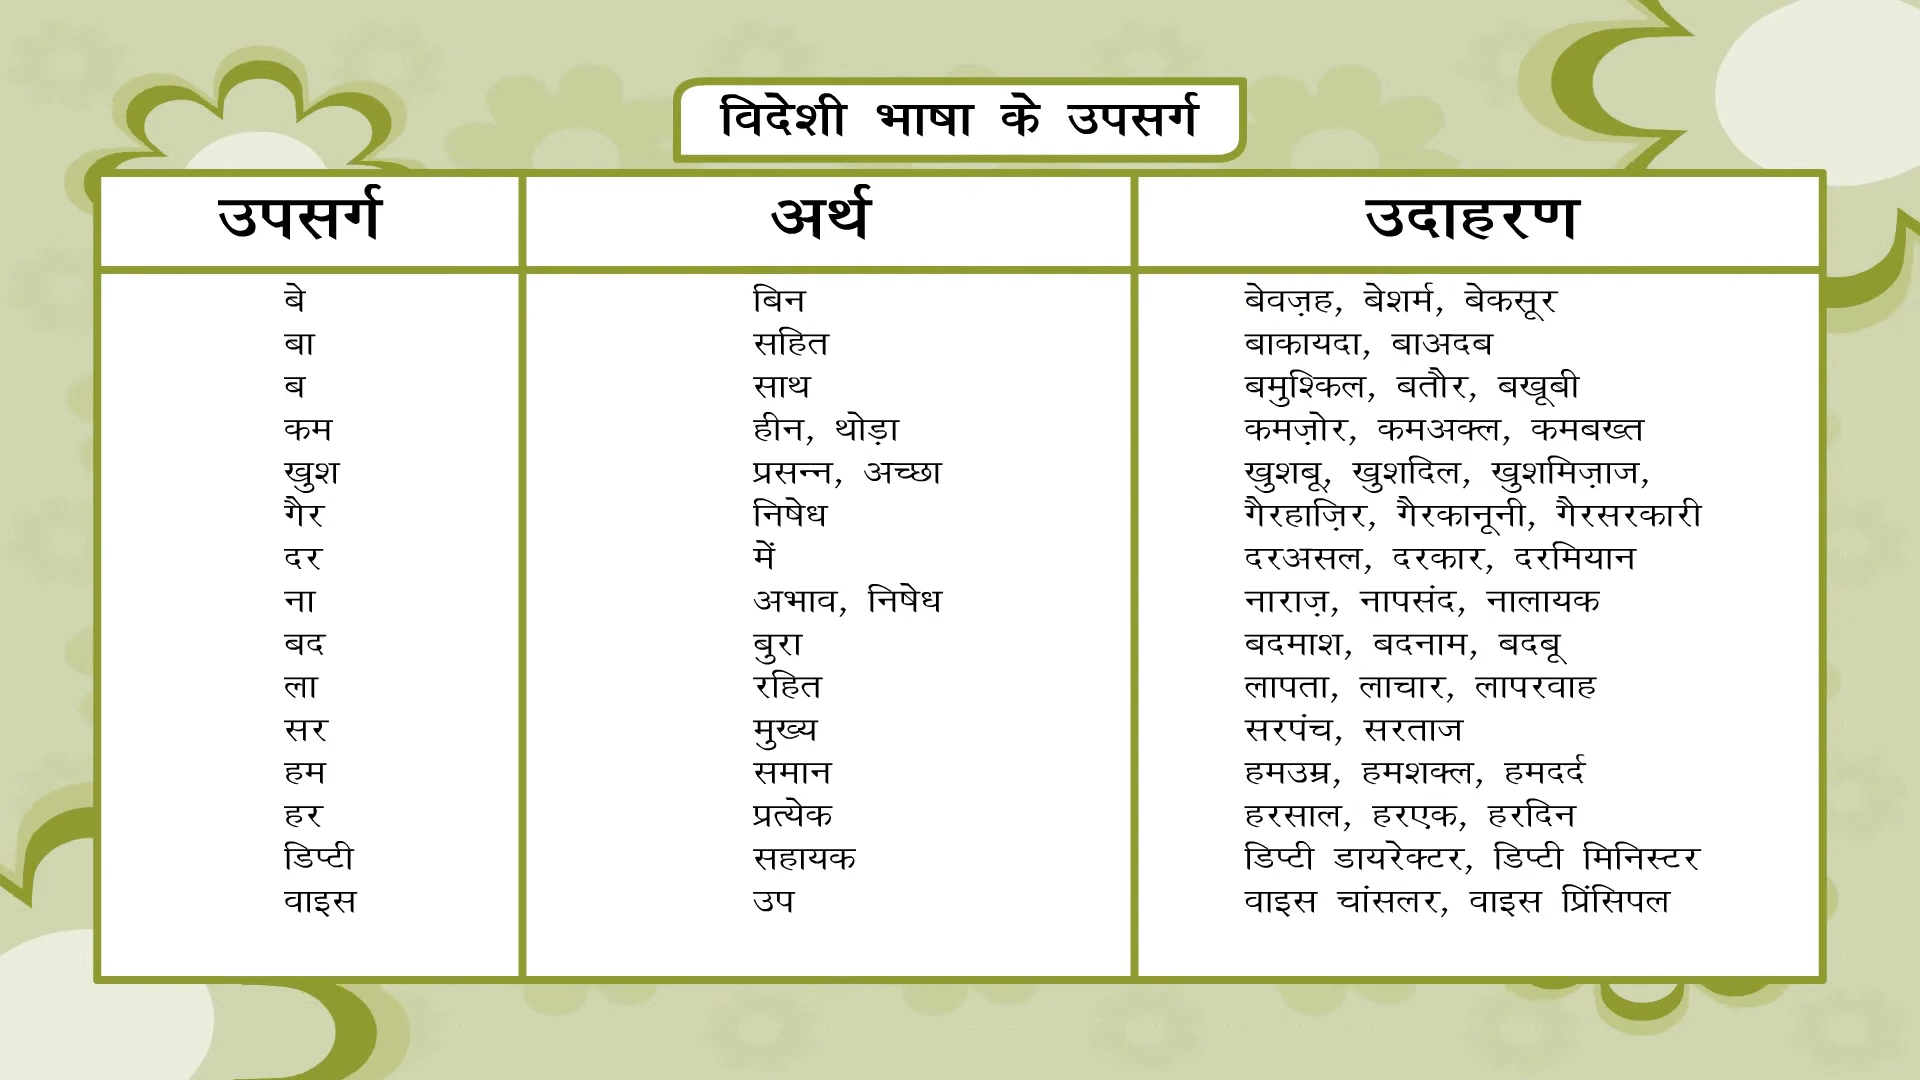 विदेशी भाषा के उपसर्ग
उपसर्ग अर्थ उदाहरण
बे बिन बेवज़ह, बेशर्म, बेकसूर
बा सहित बाकायदा, बाअदब
ब साथ बमुश्किल, बतौर, बखूबी
कम हीन, थोड़ा कमज़ोर, कमअक्ल, कमबख्त
खुश प्रसन्न, अच्छा खुशबू, खुशदिल, खुशमिज़ाज,
गैर निषेध गैरहाज़िर, गैरकानूनी, गैरसरकारी
दर में दरअसल, दरकार, दरमियान
ना अभाव, निषेध नाराज़, नापसंद, नालायक
बद बुरा बदमाश, बदनाम, बदबू
ला रहित लापता, लाचार, लापरवाह
सर मुख्य सरपंच, सरताज
हम समान हमउम्र, हमशक्ल, हमदर्द
हर प्रत्येक हरसाल, हरएक, हरदिन
डिप्टी सहायक डिप्टी डायरेक्टर, डिप्टी मिनिस्टर
वाइस उप वाइस चांसलर, वाइस प्रिंसिपल